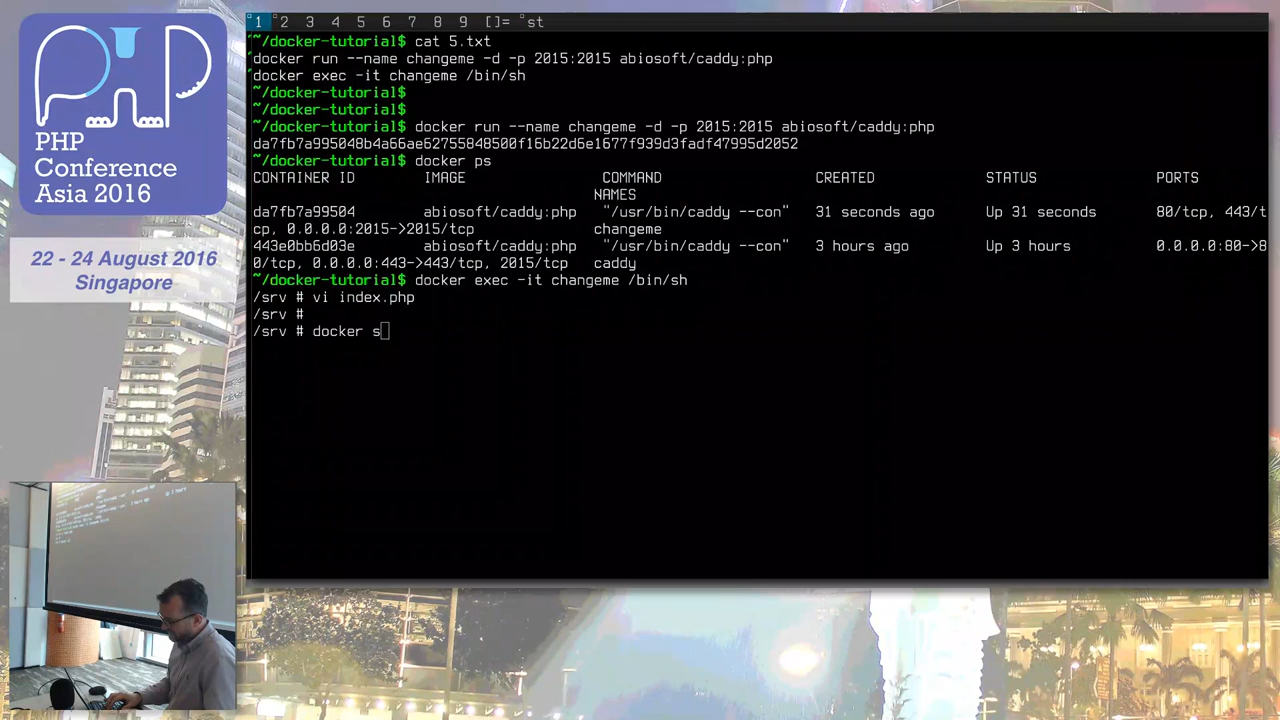 PHP
Conference
Asia 2016
22 - 24 August 2016
Singapore
1 2 3 4 5 6 7 8 9 []= st
~/docker-tutorial$ cat 5.txt
docker run --name changeme -d -p 2015:2015 abiosoft/caddy:php
docker exec -it changeme /bin/sh
~/docker-tutorial$
~/docker-tutorial$
~/docker-tutorial$ docker run --name changeme -d -p 2015:2015 abiosoft/caddy:php
da7fb7a995048b4a66ae62755848500f16b22d6e1677f939d3fadf47995d2052
~/docker-tutorial$ docker ps
CONTAINER ID IMAGE COMMAND CREATED STATUS PORTS
NAMES
da7fb7a99504 abiosoft/caddy:php "/usr/bin/caddy --con" 31 seconds ago Up 31 seconds 80/tcp, 443/t
cp, 0.0.0.0:2015->2015/tcp changeme
443e0bb6d03e abiosoft/caddy:php "/usr/bin/caddy --con" 3 hours ago Up 3 hours 0.0.0.0:80->8
0/tcp, 0.0.0.0:443->443/tcp, 2015/tcp caddy
~/docker-tutorial$ docker exec -it changeme /bin/sh
/srv # vi index.php
/srv #
/srv # docker s